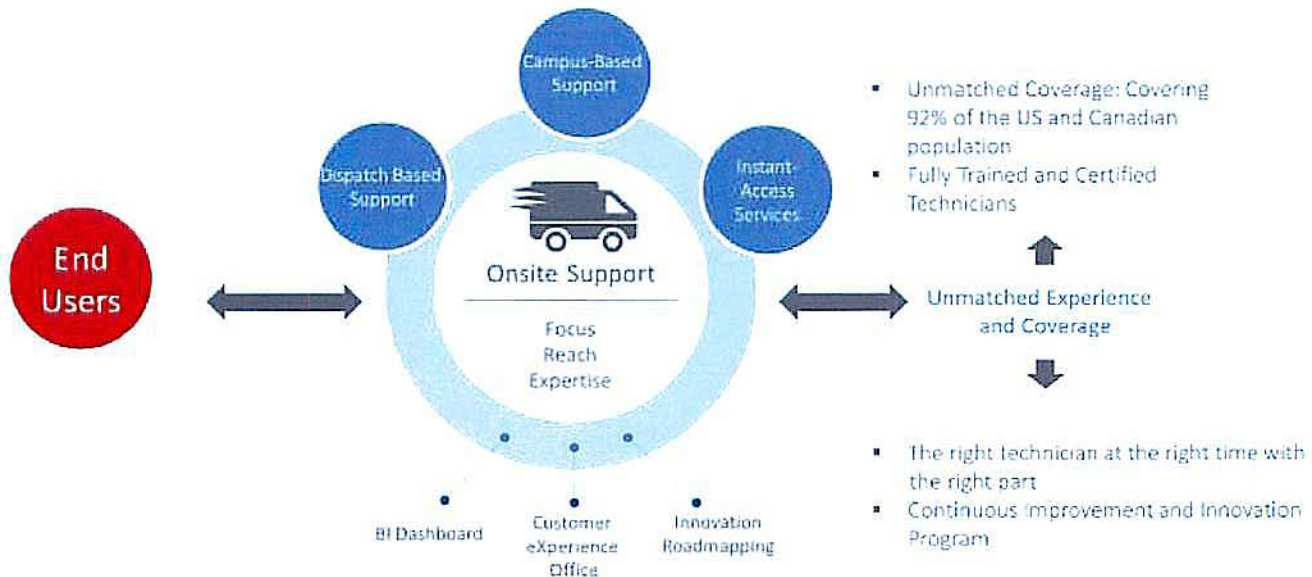 Campus-Based
Support
Dispatch Based
Support
Instant-
Access
Services
End
Users
Onsite Support
Focus
Reach
Expertise
BI Dashboard
Customer
eXperience
Office
Innovation
Roadmapping
▪ Unmatched Coverage: Covering
92% of the US and Canadian
population
▪ Fully Trained and Certified
Technicians
Unmatched Experience
and Coverage
▪ The right technician at the right time with
the right part
▪ Continuous Improvement and Innovation
Program